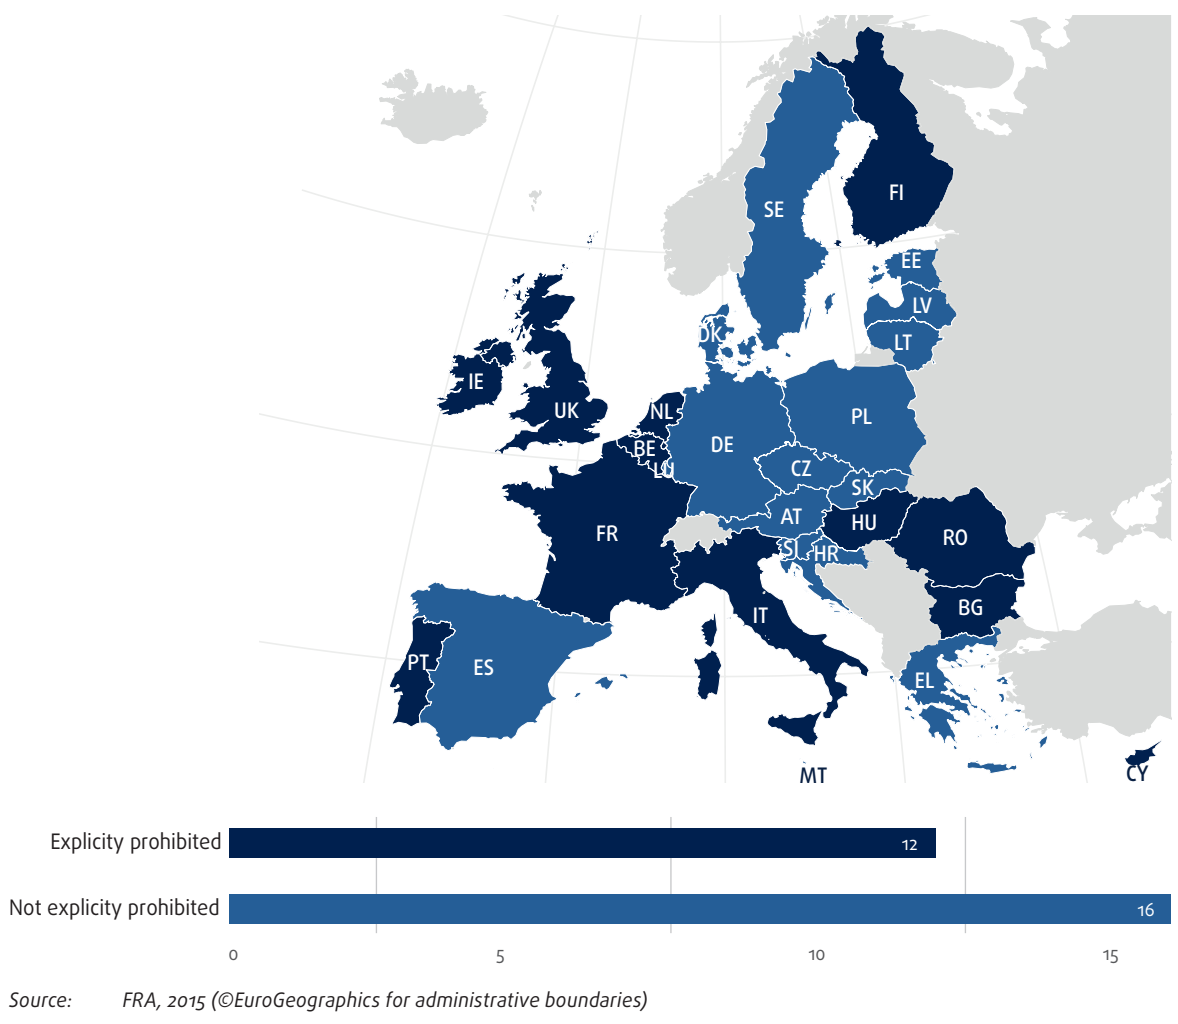 FI
SE
EE
LV
DK
LT
IE
UK
NL
PL
BE
DE
LU
CZ
SK
AT
HU
FR
RO
SI
HR
BG
IT
PT
ES
EL
MT
CY
Explicity prohibited
12
Not explicity prohibited
16
0 5 10 15
Source: FRA, 2015 (©EuroGeographics for administrative boundaries)